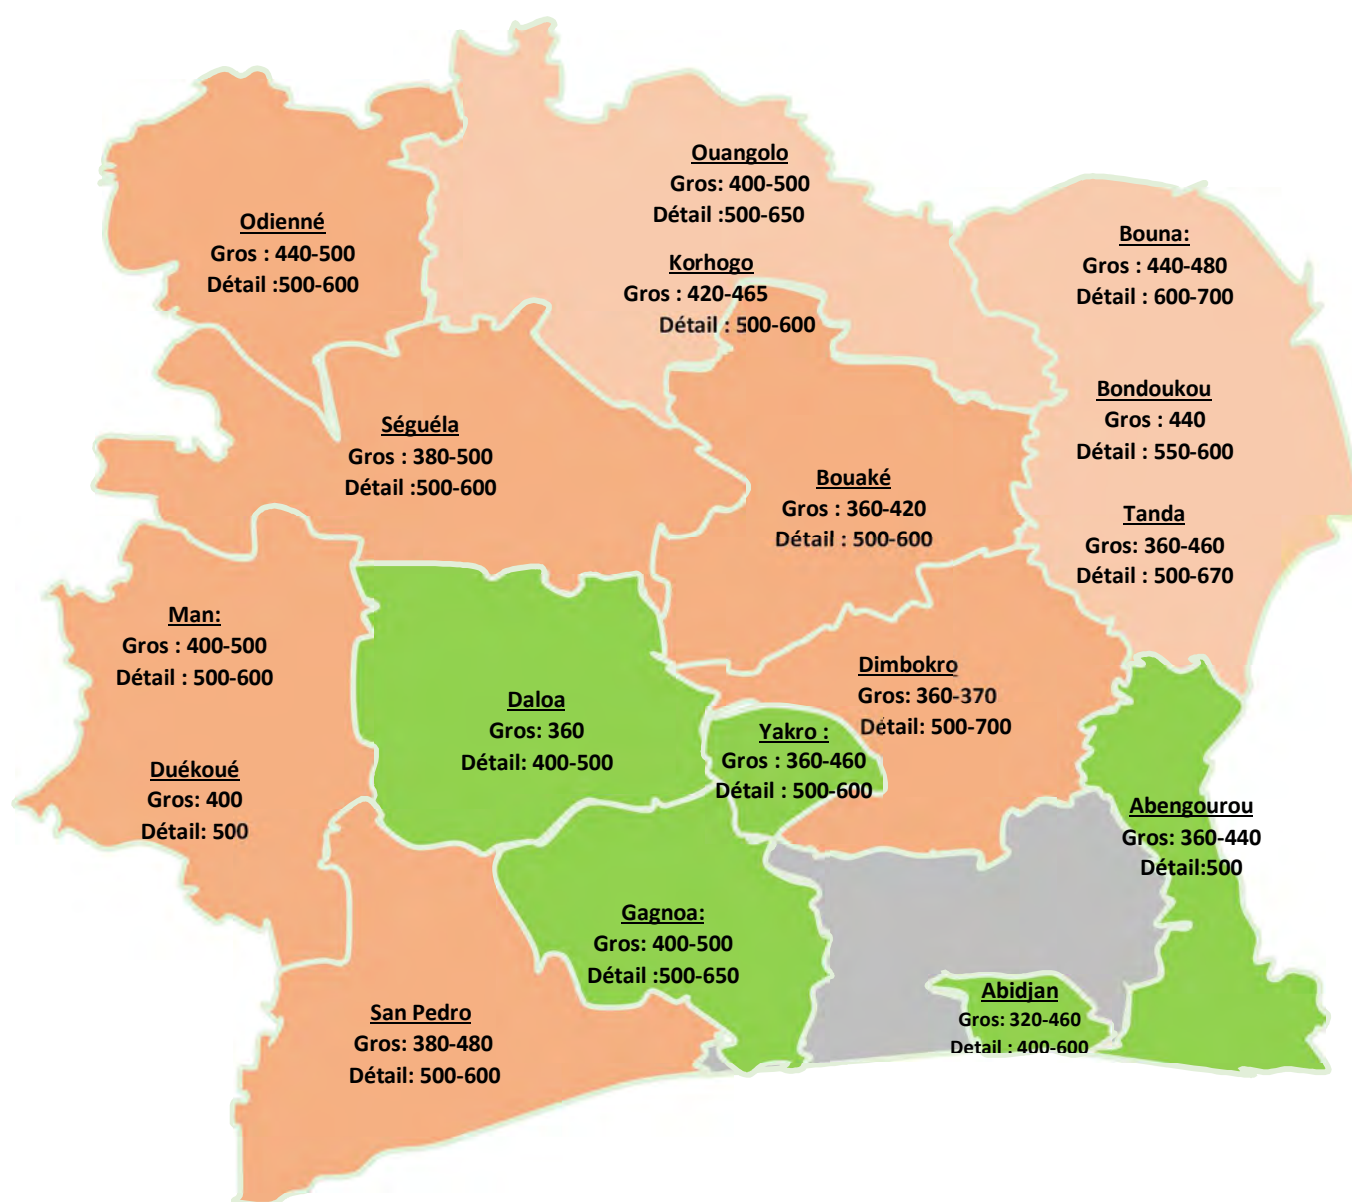 Ouangolo
Gros: 400-500
Détail :500-650
Odienné
Gros : 440-500
Détail :500-600
Bouna:
Gros : 440-480
Détail : 600-700
Korhogo
Gros : 420-465
Détail : 500-600
Bondoukou
Gros : 440
Détail : 550-600
Séguéla
Gros : 380-500
Détail :500-600
Bouaké
Gros : 360-420
Détail : 500-600
Tanda
Gros: 360-460
Détail : 500-670
Man:
Gros : 400-500
Détail : 500-600
Dimbokro
Gros: 360-370
Détail: 500-700
Daloa
Gros: 360
Détail: 400-500
Yakro :
Gros : 360-460
Détail : 500-600
Duékoué
Gros: 400
Détail: 500
Abengourou
Gros: 360-440
Détail:500
Gagnoa:
Gros: 400-500
Détail :500-650
Abidjan
Gros: 320-460
Detail : 400-600
San Pedro
Gros: 380-480
Détail: 500-600